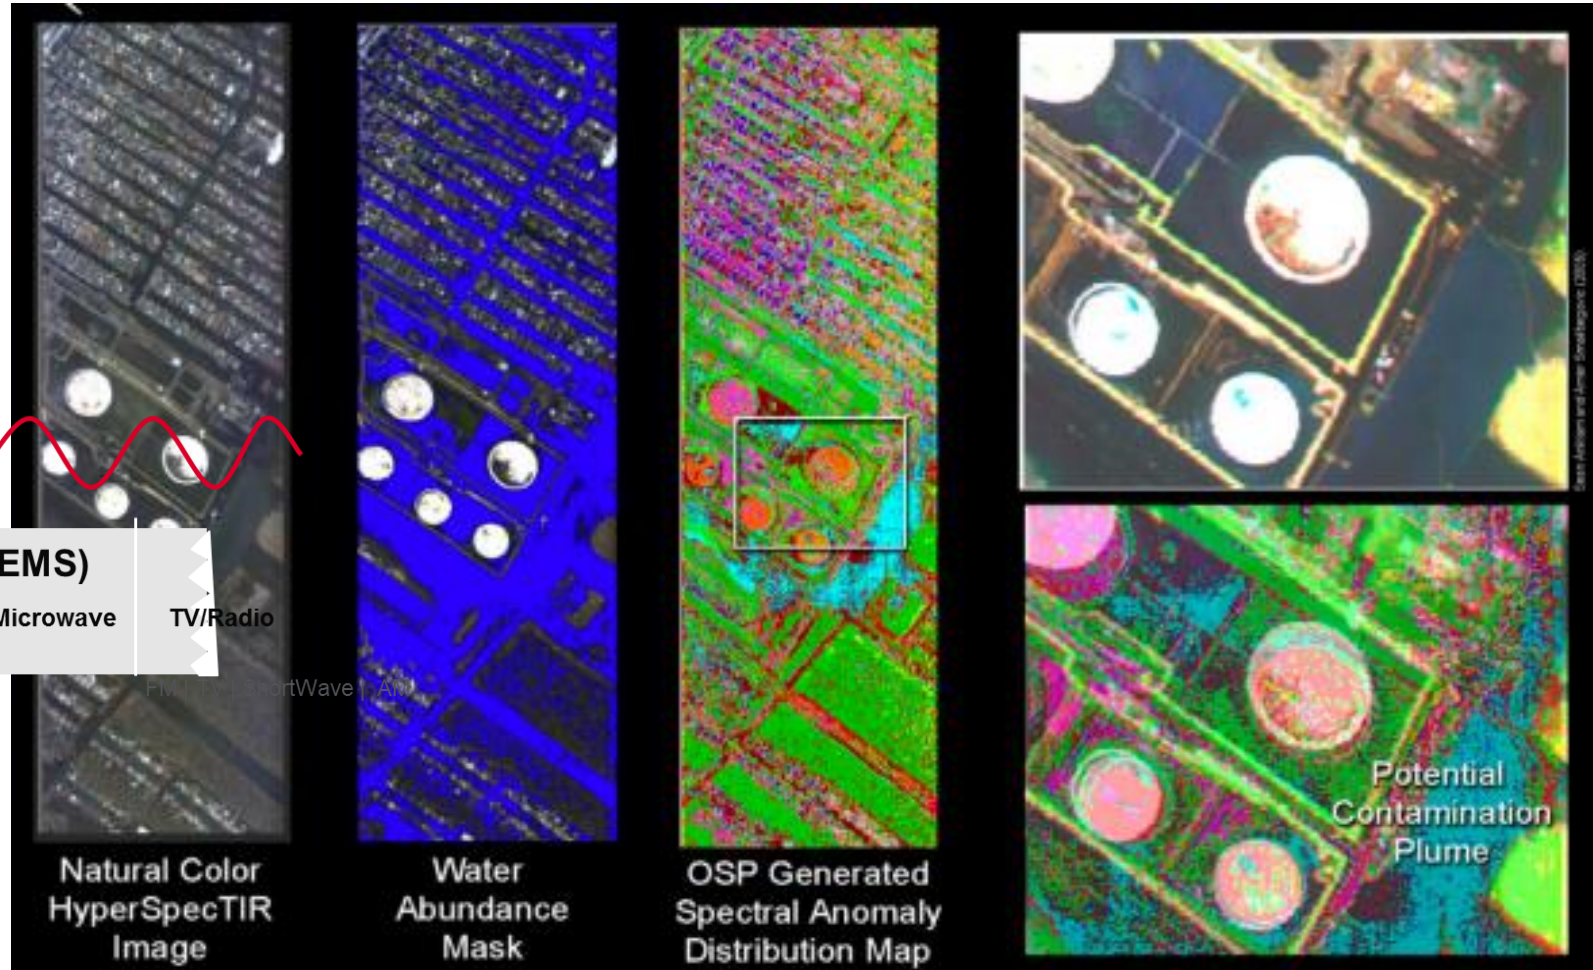 EMS)
Microwave
TV/Radio
AM
Natural Color
HyperSpecTIR
Image
Water
Abundance
Mask
OSP Generated
Spectral Anomaly
Distribution Map
Potential
Contamination
Plume